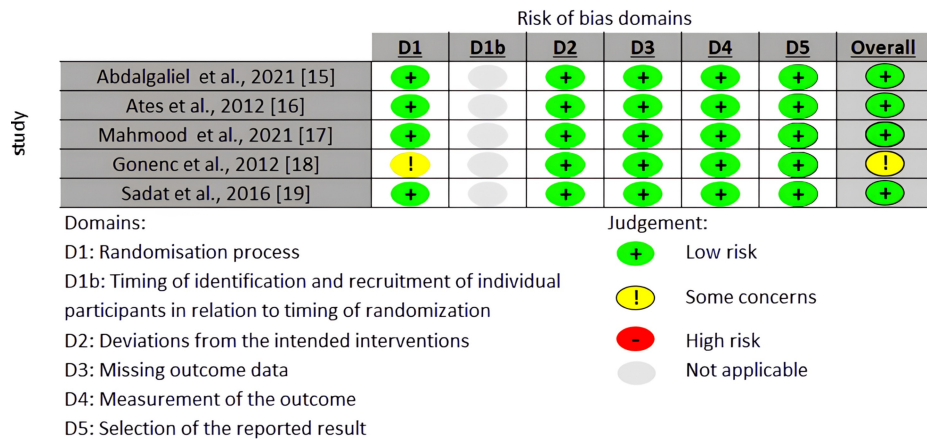 Risk of bias domains
D1 D1b D2 D3 D4 D5 Overall
study
Abdalgaliel et al., 2021 [15] + + + + + +
Ates et al., 2012 [16] + + + + + +
Mahmood et al., 2021 [17] + + + + + +
Gonenc et al., 2012 [18] ! + + + + !
Sadat et al., 2016 [19] + + + + + +
Domains:
D1: Randomisation process
D1b: Timing of identification and recruitment of individual
participants in relation to timing of randomization
D2: Deviations from the intended interventions
D3: Missing outcome data
D4: Measurement of the outcome
D5: Selection of the reported result
Judgement:
+ Low risk
! Some concerns
- High risk
Not applicable